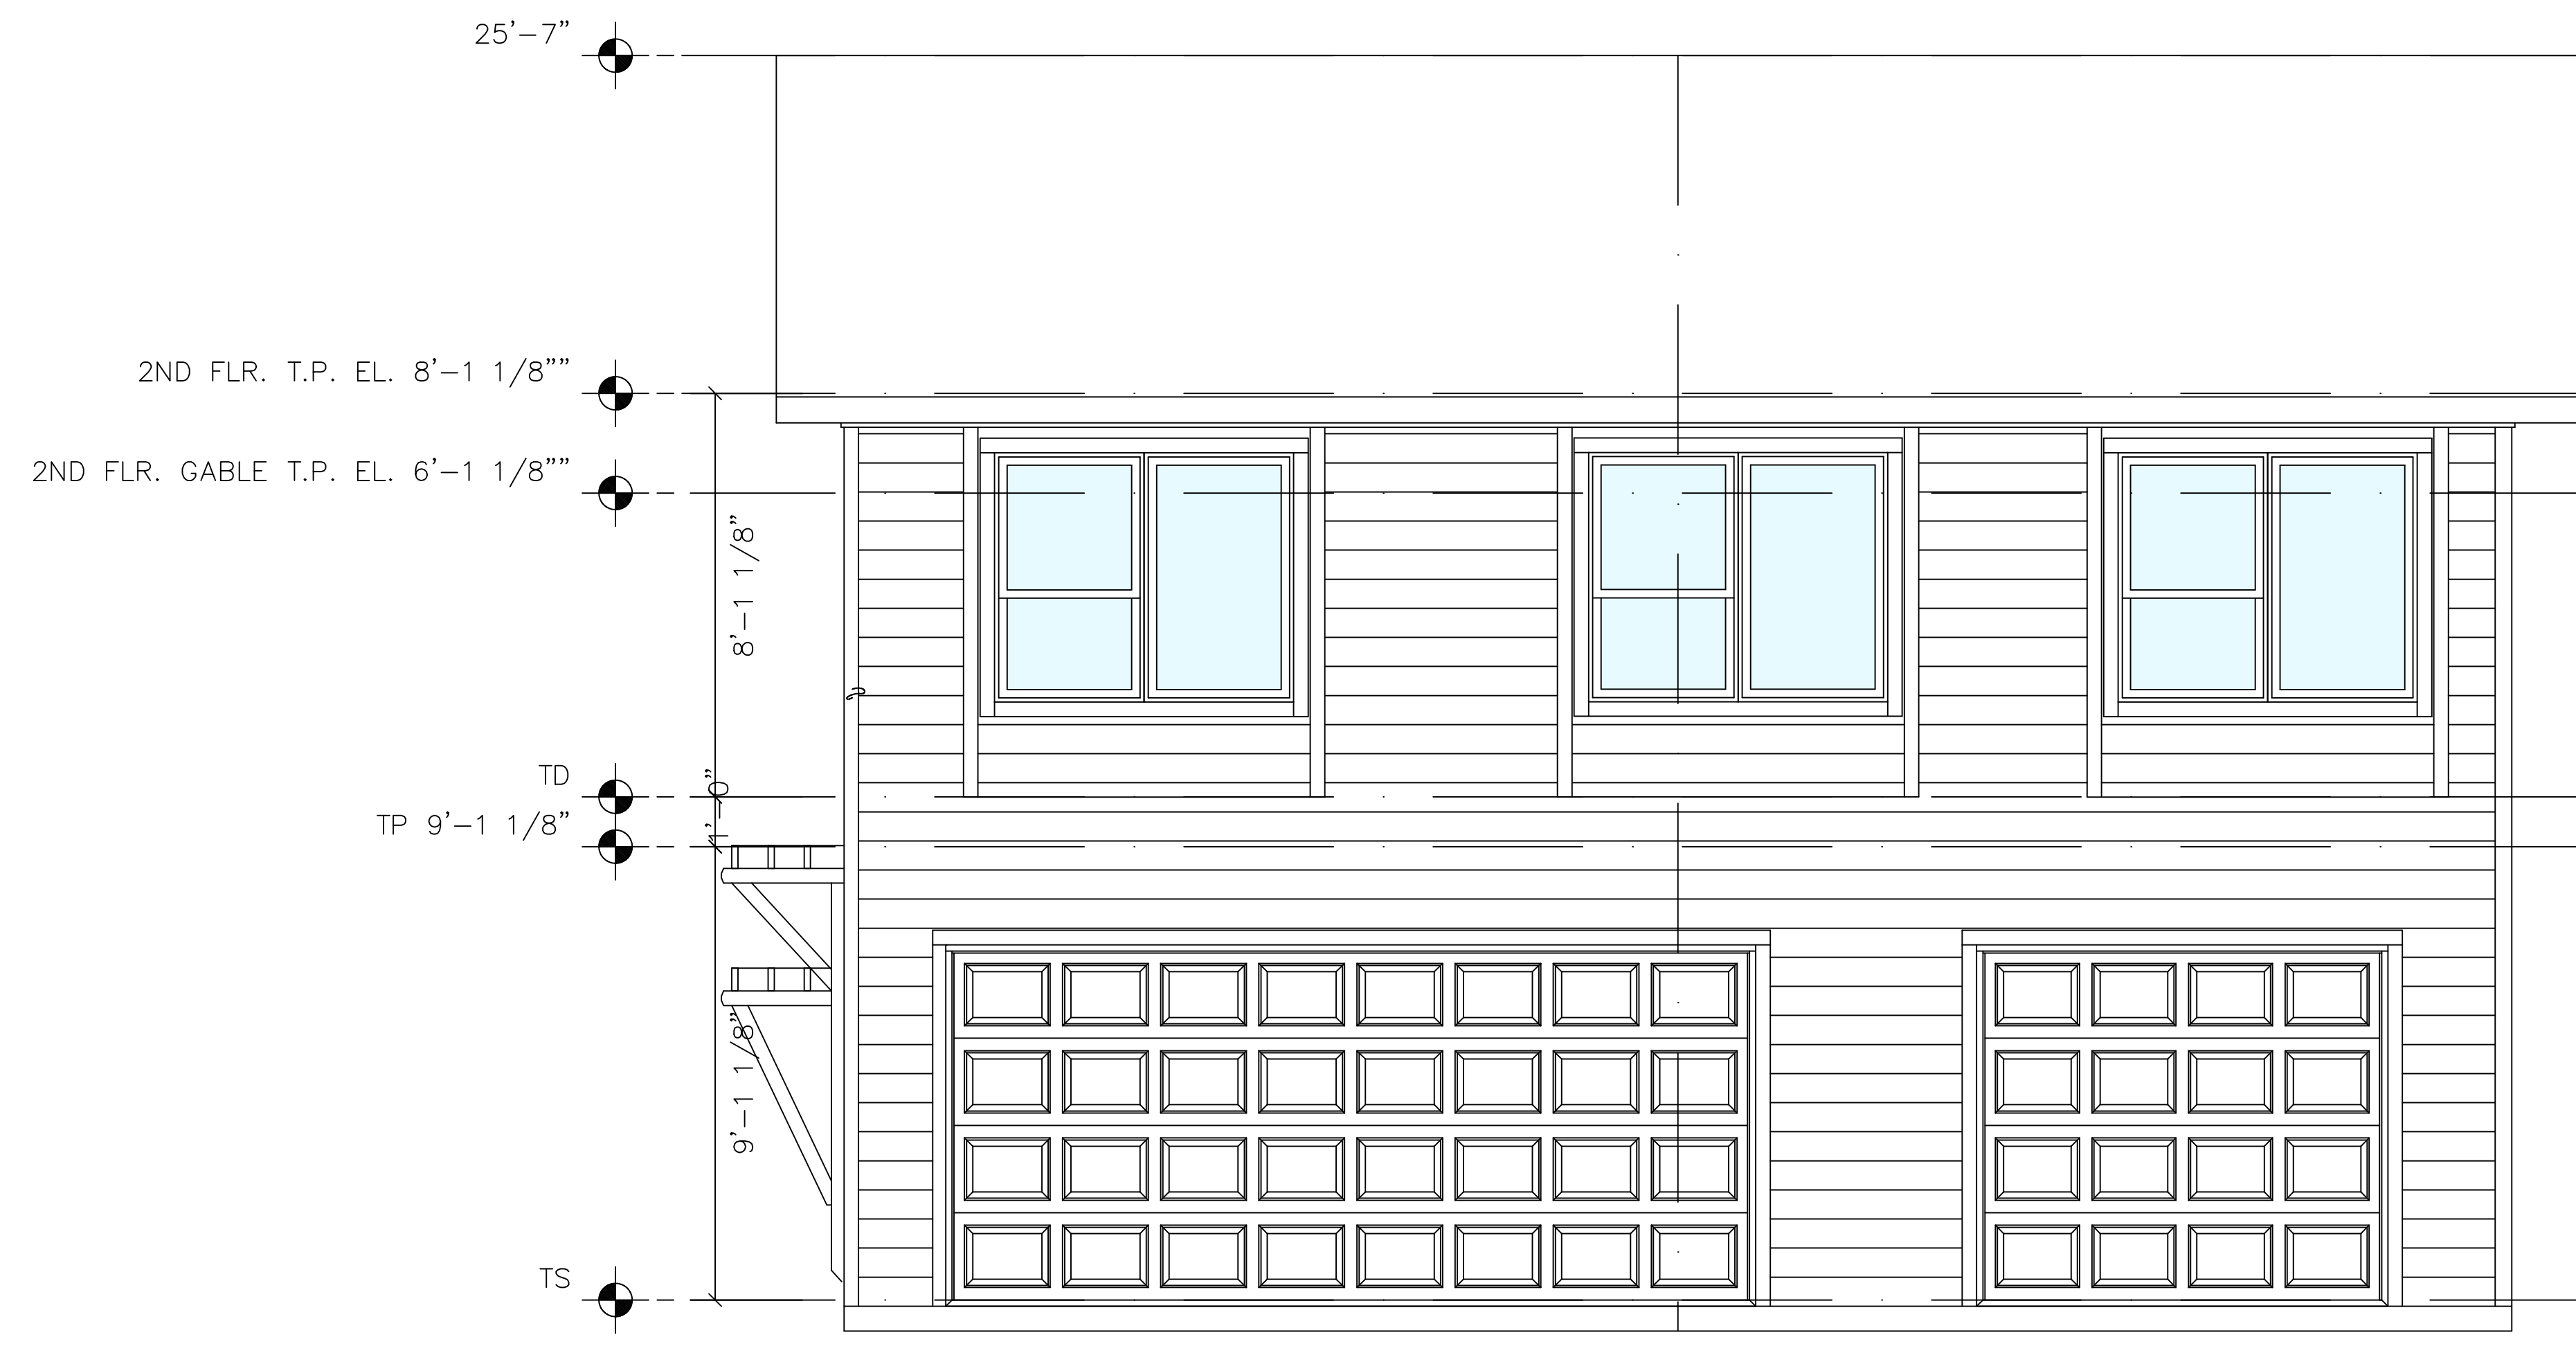 25’-7”
2ND FLR. T.P. EL. 8’-1 1/8””
2ND FLR. GABLE T.P. EL. 6’-1 1/8””
8’-1 1/8”
TD
1’-0”
TP 9’-1 1/8”
9’-1 1/8”
TS